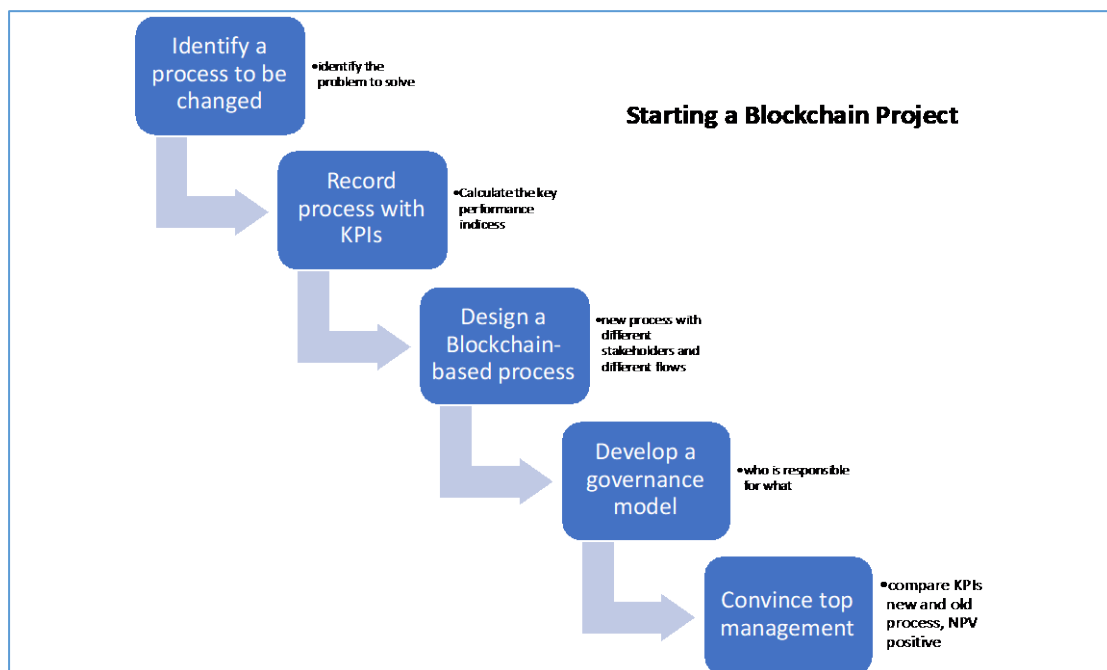 Identify a
process to be
changed
•identify the
problem to solve
Starting a Blockchain Project
Record
process with
KPIs
•Calculate the key
performance
indicess
Design a
Blockchain-
based process
•new process with
different
stakeholders and
different flows
Develop a
governance
model
•who is responsible
for what
Convince top
management
•compare KPIs
new and old
process, NPV
positive